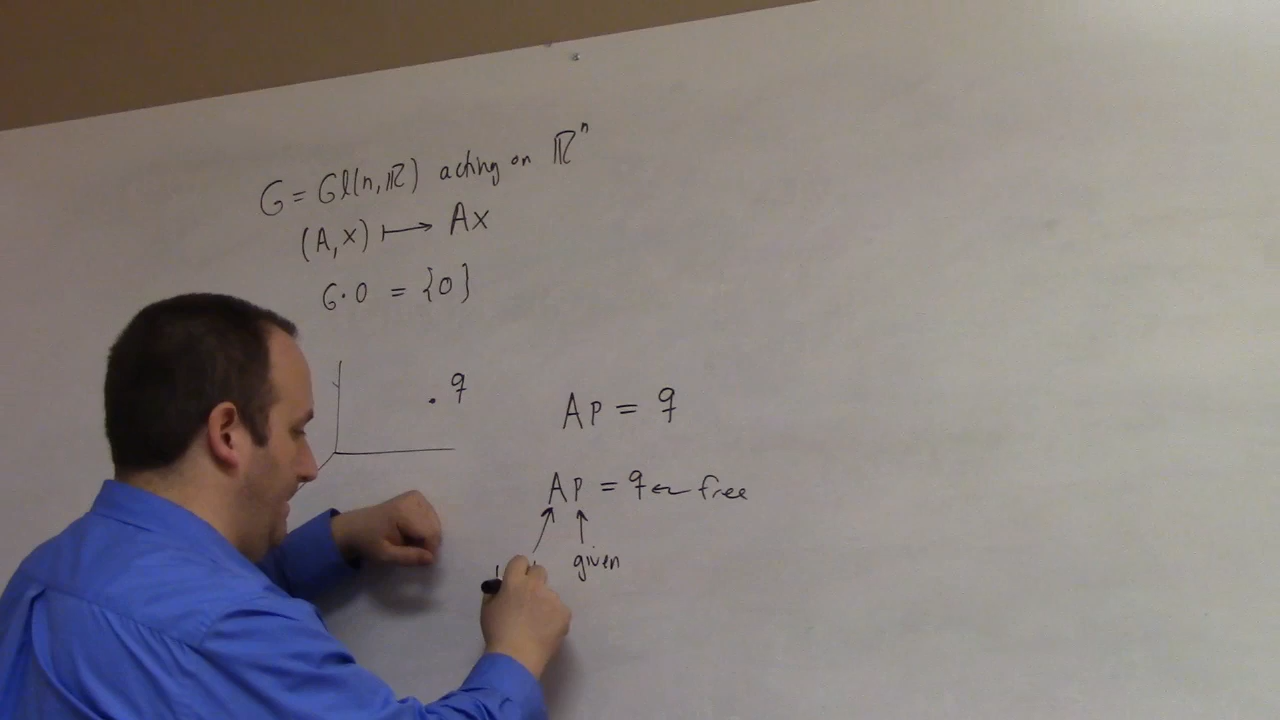 G = Gl(n, ℝ) acting on ℝⁿ
(A, x) ⟼ Ax
G·0 = {0}
q
Ap = q
Ap = q ← free
given